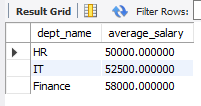 Result Grid Filter Rows:
dept_name average_salary
HR 50000.000000
IT 52500.000000
Finance 58000.000000